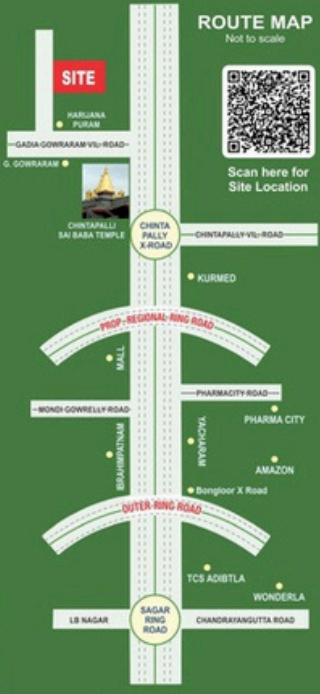 ROUTE MAP
Not to scale
SITE
HARIJANA
PURAM
GADIA GOWRARAM VIL. ROAD
G. GOWRARAM
Scan here for
Site Location
CHINTAPALLI
SAI BABA TEMPLE
CHINTA
PALLY
X-ROAD
CHINTAPALLY VIL. ROAD
KURMED
PROP. REGIONAL RING ROAD
MALL
PHARMACITY ROAD
MONDI GOWRELLY ROAD
PHARMA CITY
IBRAHIMPATNAM
YACHARAM
AMAZON
Bongloor X Road
OUTER RING ROAD
TCS ADIBTLA
WONDERLA
SAGAR
RING
ROAD
LB NAGAR
CHANDRAYANGUTTA ROAD